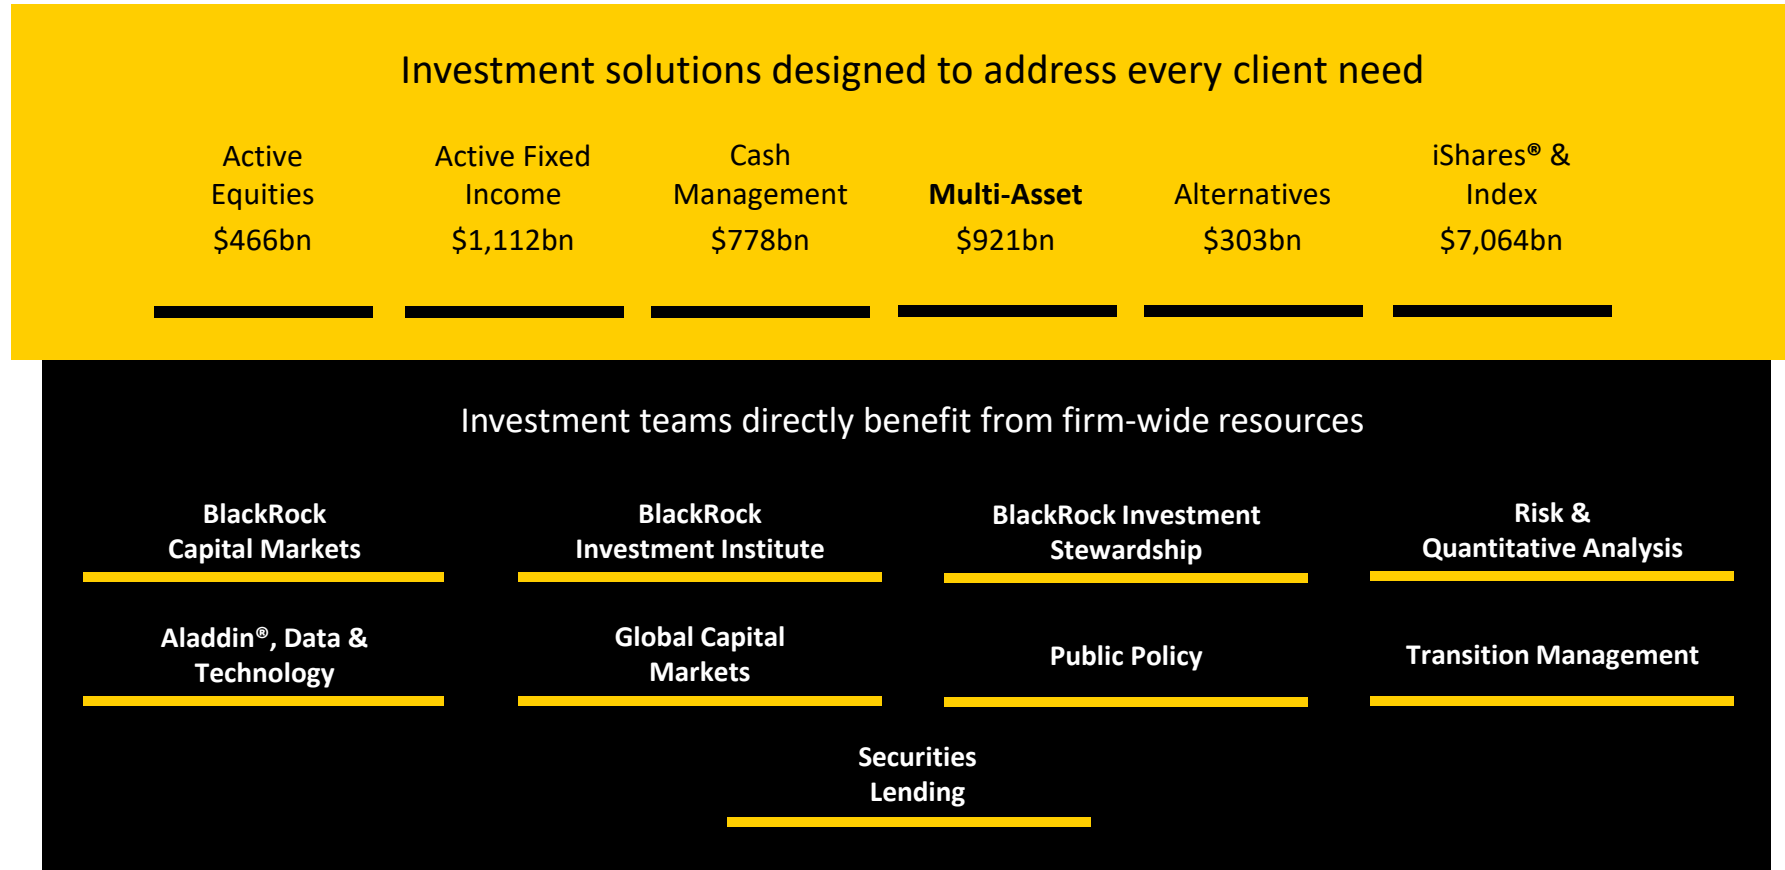 Investment solutions designed to address every client need
Active
Equities
$466bn
Active Fixed
Income
$1,112bn
Cash
Management
$778bn
Multi-Asset
$921bn
Alternatives
$303bn
iShares® &
Index
$7,064bn
Investment teams directly benefit from firm-wide resources
BlackRock
Capital Markets
BlackRock
Investment Institute
BlackRock Investment
Stewardship
Risk &
Quantitative Analysis
Aladdin®, Data &
Technology
Global Capital
Markets
Public Policy
Transition Management
Securities
Lending